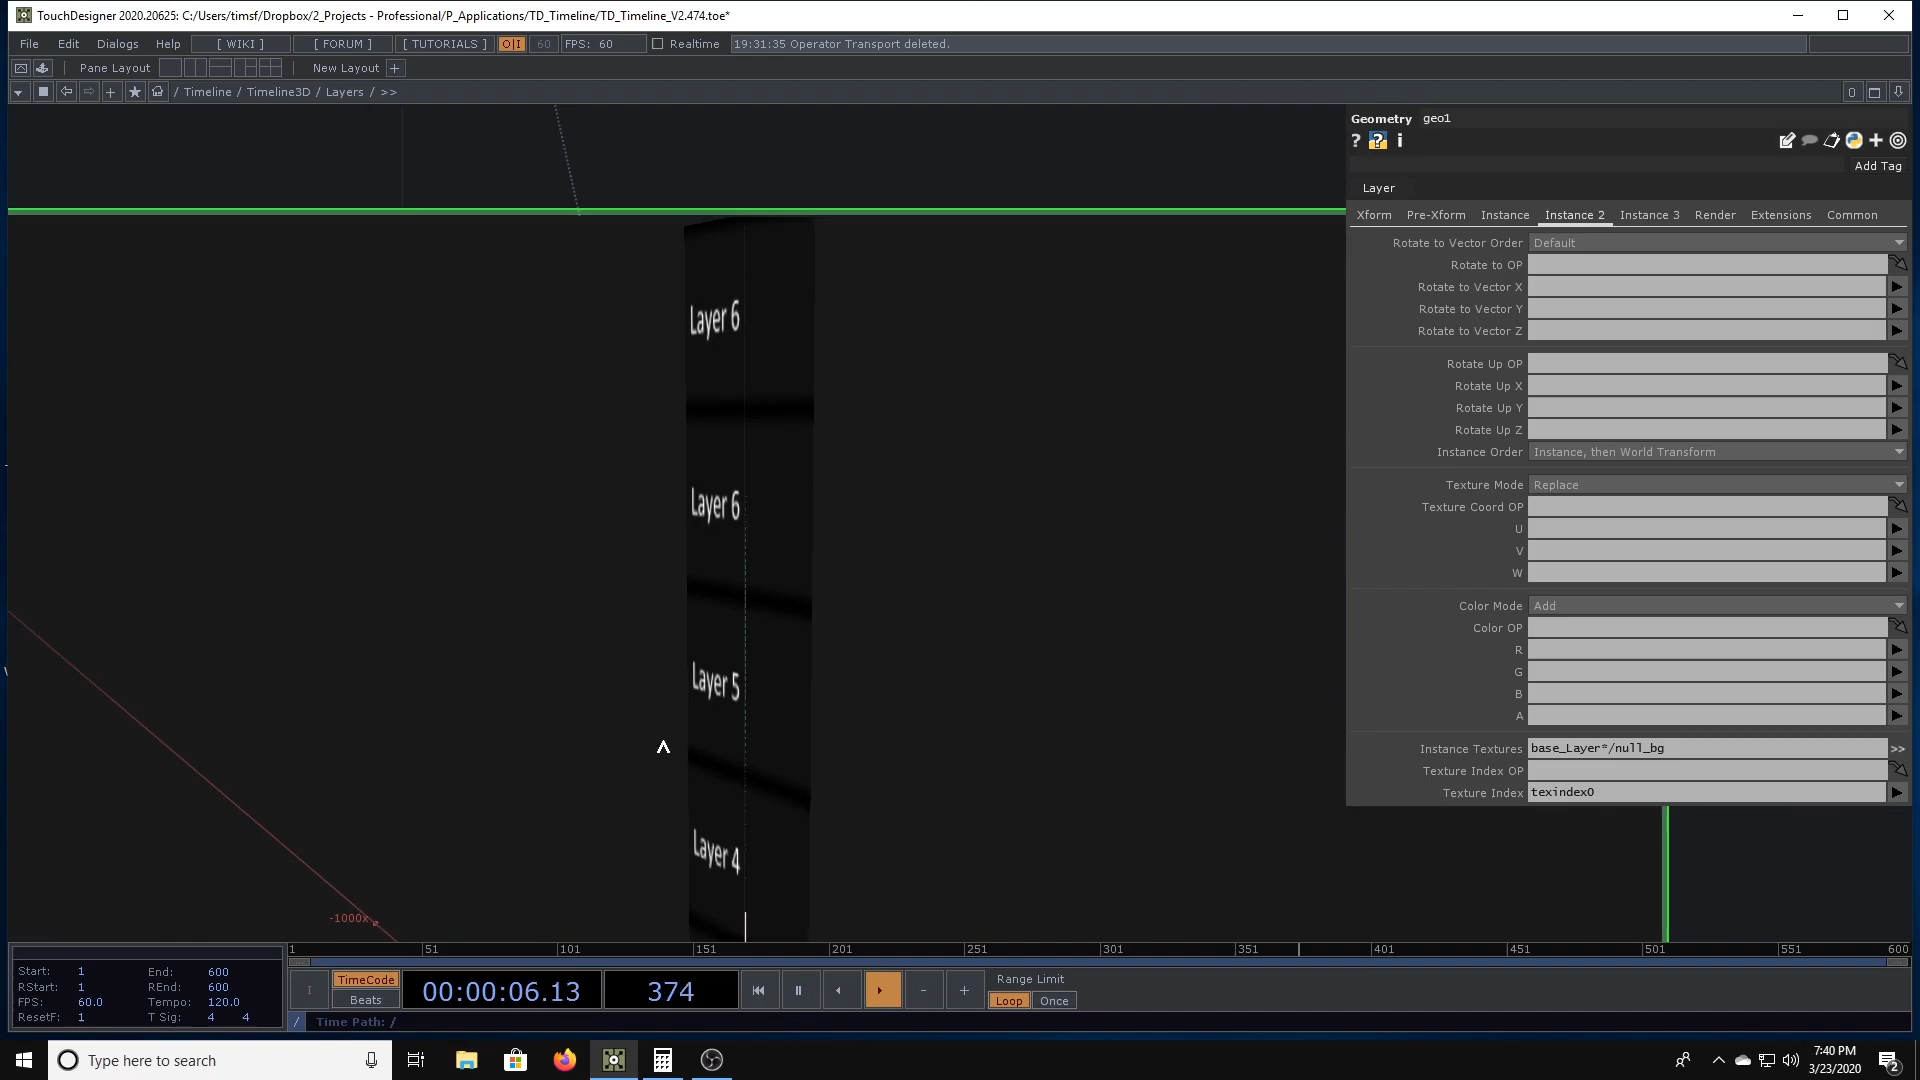 TouchDesigner 2020.20625: C:/Users/timsf/Dropbox/2_Projects - Professional/P_Applications/TD_Timeline/TD_Timeline_V2.474.toe*
File Edit Dialogs Help [ WIKI ] [ FORUM ] [ TUTORIALS ] O|I 60 FPS: 60 Realtime 19:31:35 Operator Transport deleted.
Pane Layout New Layout +
/ Timeline / Timeline3D / Layers / >> 0
Geometry geo1
? ? i
Add Tag
Layer
Xform Pre-Xform Instance Instance 2 Instance 3 Render Extensions Common
Rotate to Vector Order Default
Rotate to OP
Rotate to Vector X
Rotate to Vector Y
Rotate to Vector Z
Rotate Up OP
Rotate Up X
Rotate Up Y
Rotate Up Z
Instance Order Instance, then World Transform
Texture Mode Replace
Texture Coord OP
U
V
W
Color Mode Add
Color OP
R
G
B
A
Instance Textures base_Layer*/null_bg >>
Texture Index OP
Texture Index texindex0
Layer 6
Layer 6
Layer 5
Layer 4
-1000x
1 51 101 151 201 251 301 351 401 451 501 551 600
Start: 1 End: 600
RStart: 1 REnd: 600
FPS: 60.0 Tempo: 120.0
ResetF: 1 T Sig: 4 4
I TimeCode
Beats
00:00:06.13 374
- +
Range Limit
Loop Once
/ Time Path: /
Type here to search
7:40 PM
3/23/2020
2